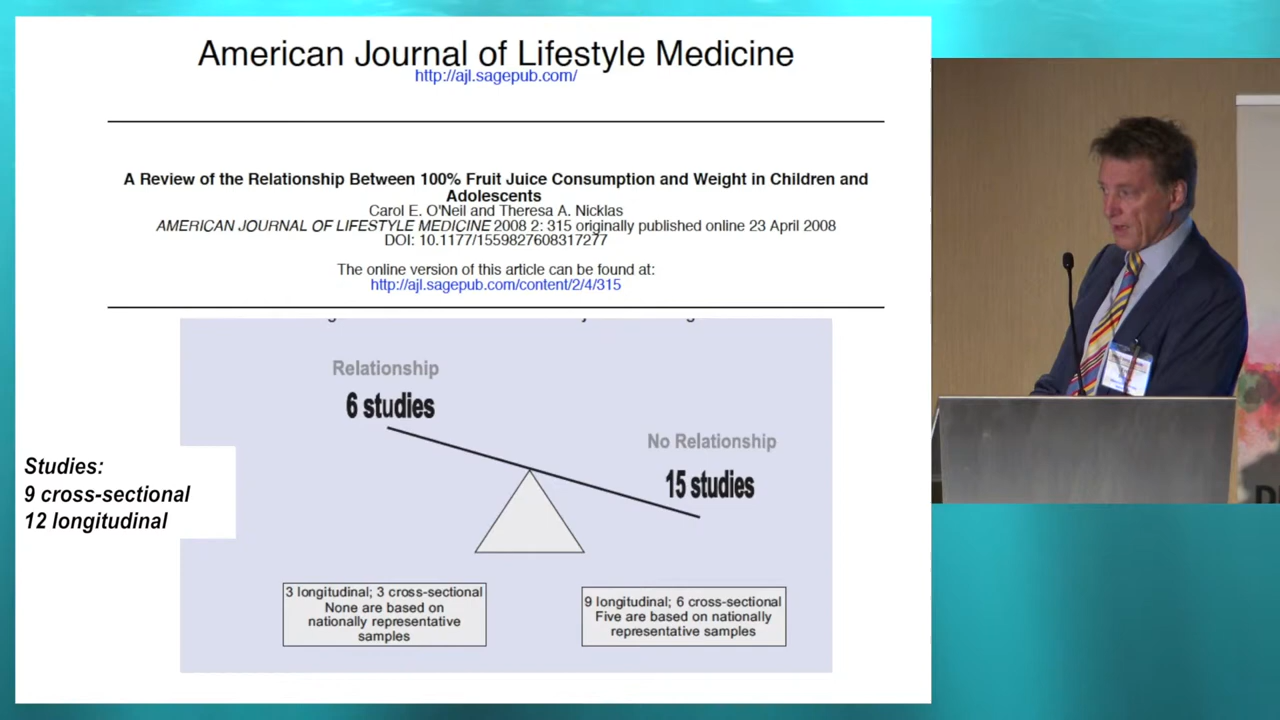 American Journal of Lifestyle Medicine
http://ajl.sagepub.com/
A Review of the Relationship Between 100% Fruit Juice Consumption and Weight in Children and
Adolescents
Carol E. O'Neil and Theresa A. Nicklas
AMERICAN JOURNAL OF LIFESTYLE MEDICINE 2008 2: 315 originally published online 23 April 2008
DOI: 10.1177/1559827608317277
The online version of this article can be found at:
http://ajl.sagepub.com/content/2/4/315
Relationship
6 studies
No Relationship
15 studies
Studies:
9 cross-sectional
12 longitudinal
3 longitudinal; 3 cross-sectional
None are based on
nationally representative
samples
9 longitudinal; 6 cross-sectional
Five are based on nationally
representative samples